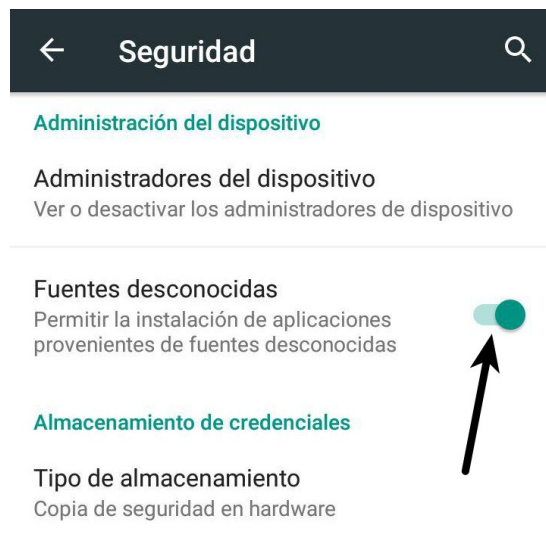 Seguridad
Administración del dispositivo
Administradores del dispositivo
Ver o desactivar los administradores de dispositivo
Fuentes desconocidas
Permitir la instalación de aplicaciones
provenientes de fuentes desconocidas
Almacenamiento de credenciales
Tipo de almacenamiento
Copia de seguridad en hardware